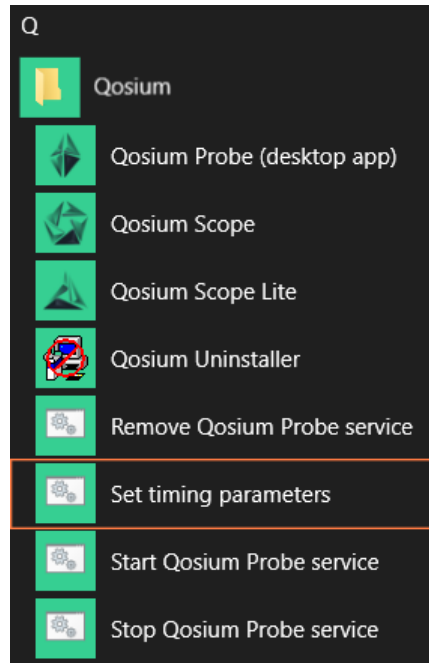 Q
Qosium
Qosium Probe (desktop app)
Qosium Scope
Qosium Scope Lite
Qosium Uninstaller
Remove Qosium Probe service
Set timing parameters
Start Qosium Probe service
Stop Qosium Probe service